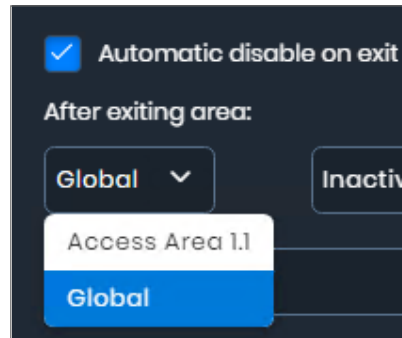 Automatic disable on exit
After exiting area:
Global
Access Area 1.1
Global